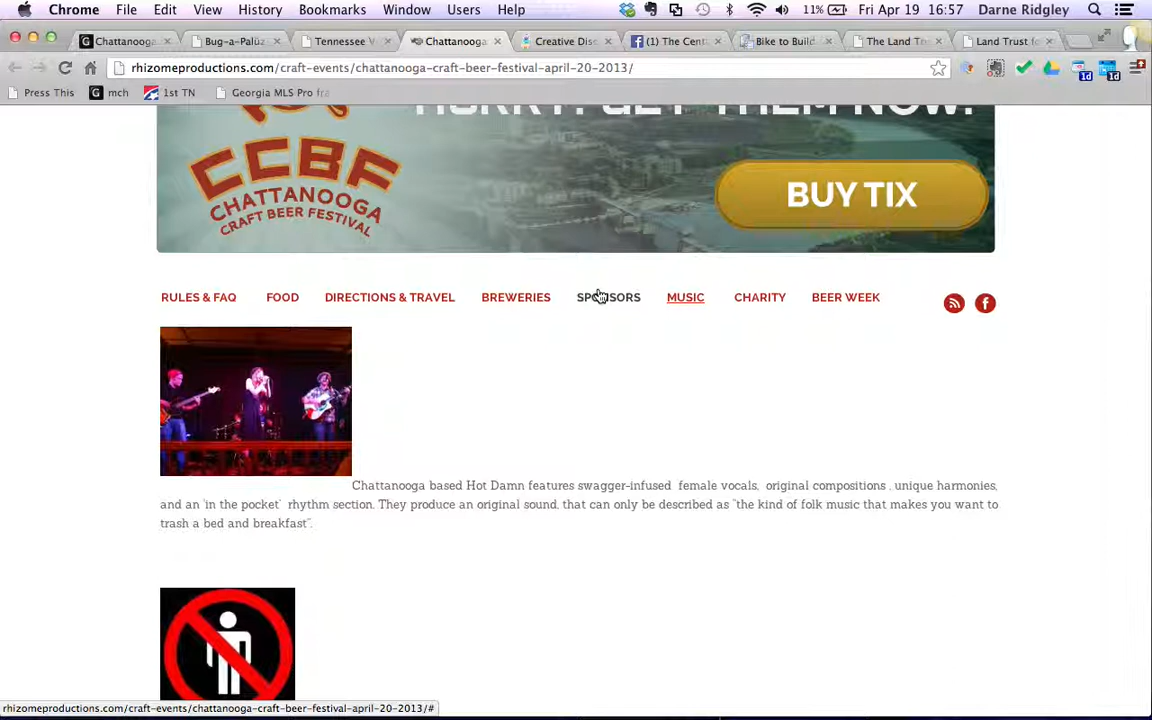 Chrome File Edit View History Bookmarks Window Users Help 11% Fri Apr 19 16:57 Darne Ridgley
Chattanooga Bug-a-Palüz Tennessee V Chattanooga Creative Dis (1) The Cent Bike to Build The Land Tr Land Trust fo
rhizomeproductions.com/craft-events/chattanooga-craft-beer-festival-april-20-2013/
1d 1d
Press This mch 1st TN Georgia MLS Pro fra
HURRY! GET THEM NOW!
CCBF
CHATTANOOGA
CRAFT BEER FESTIVAL
BUY TIX
RULES & FAQ FOOD DIRECTIONS & TRAVEL BREWERIES SPONSORS MUSIC CHARITY BEER WEEK
Chattanooga based Hot Damn features swagger-infused female vocals, original compositions , unique harmonies,
and an 'in the pocket' rhythm section. They produce an original sound, that can only be described as "the kind of folk music that makes you want to
trash a bed and breakfast".
rhizomeproductions.com/craft-events/chattanooga-craft-beer-festival-april-20-2013/#